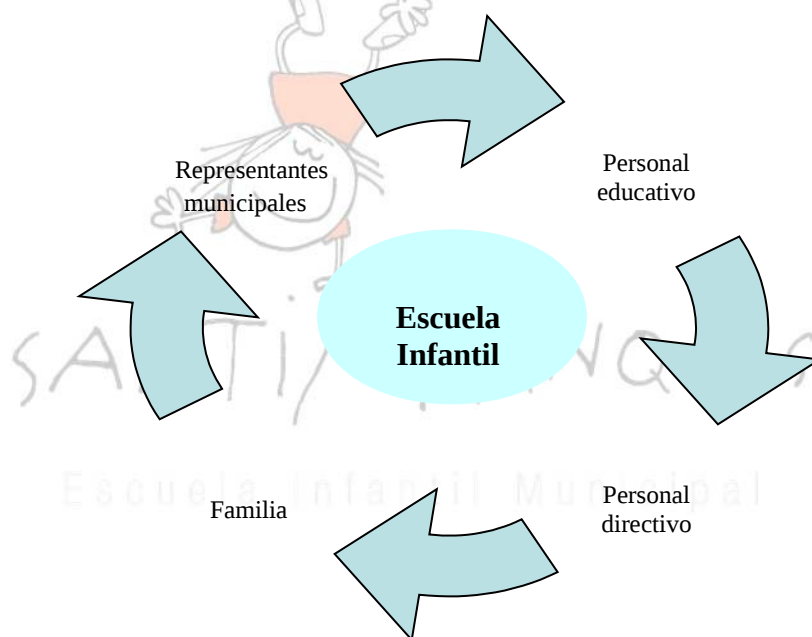 Representantes
municipales
Personal
educativo
Escuela
Infantil
Familia
Personal
directivo
Escuela Infantil Municipal